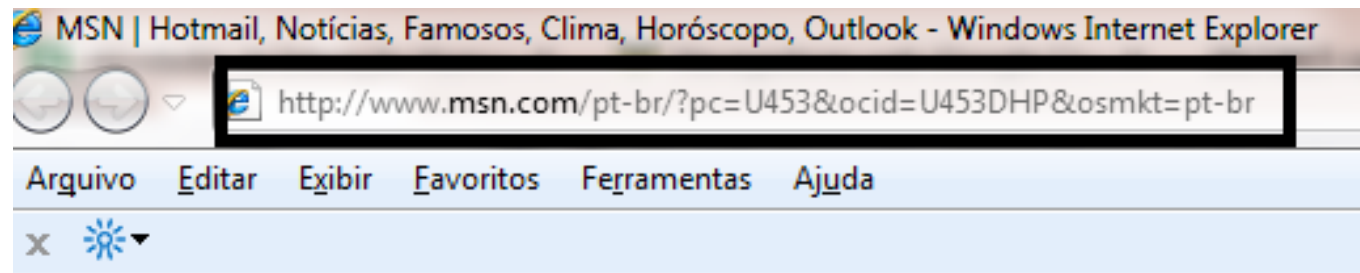 MSN | Hotmail, Notícias, Famosos, Clima, Horóscopo, Outlook - Windows Internet Explorer
http://www.msn.com/pt-br/?pc=U453&ocid=U453DHP&osmkt=pt-br
Arquivo Editar Exibir Favoritos Ferramentas Ajuda
x